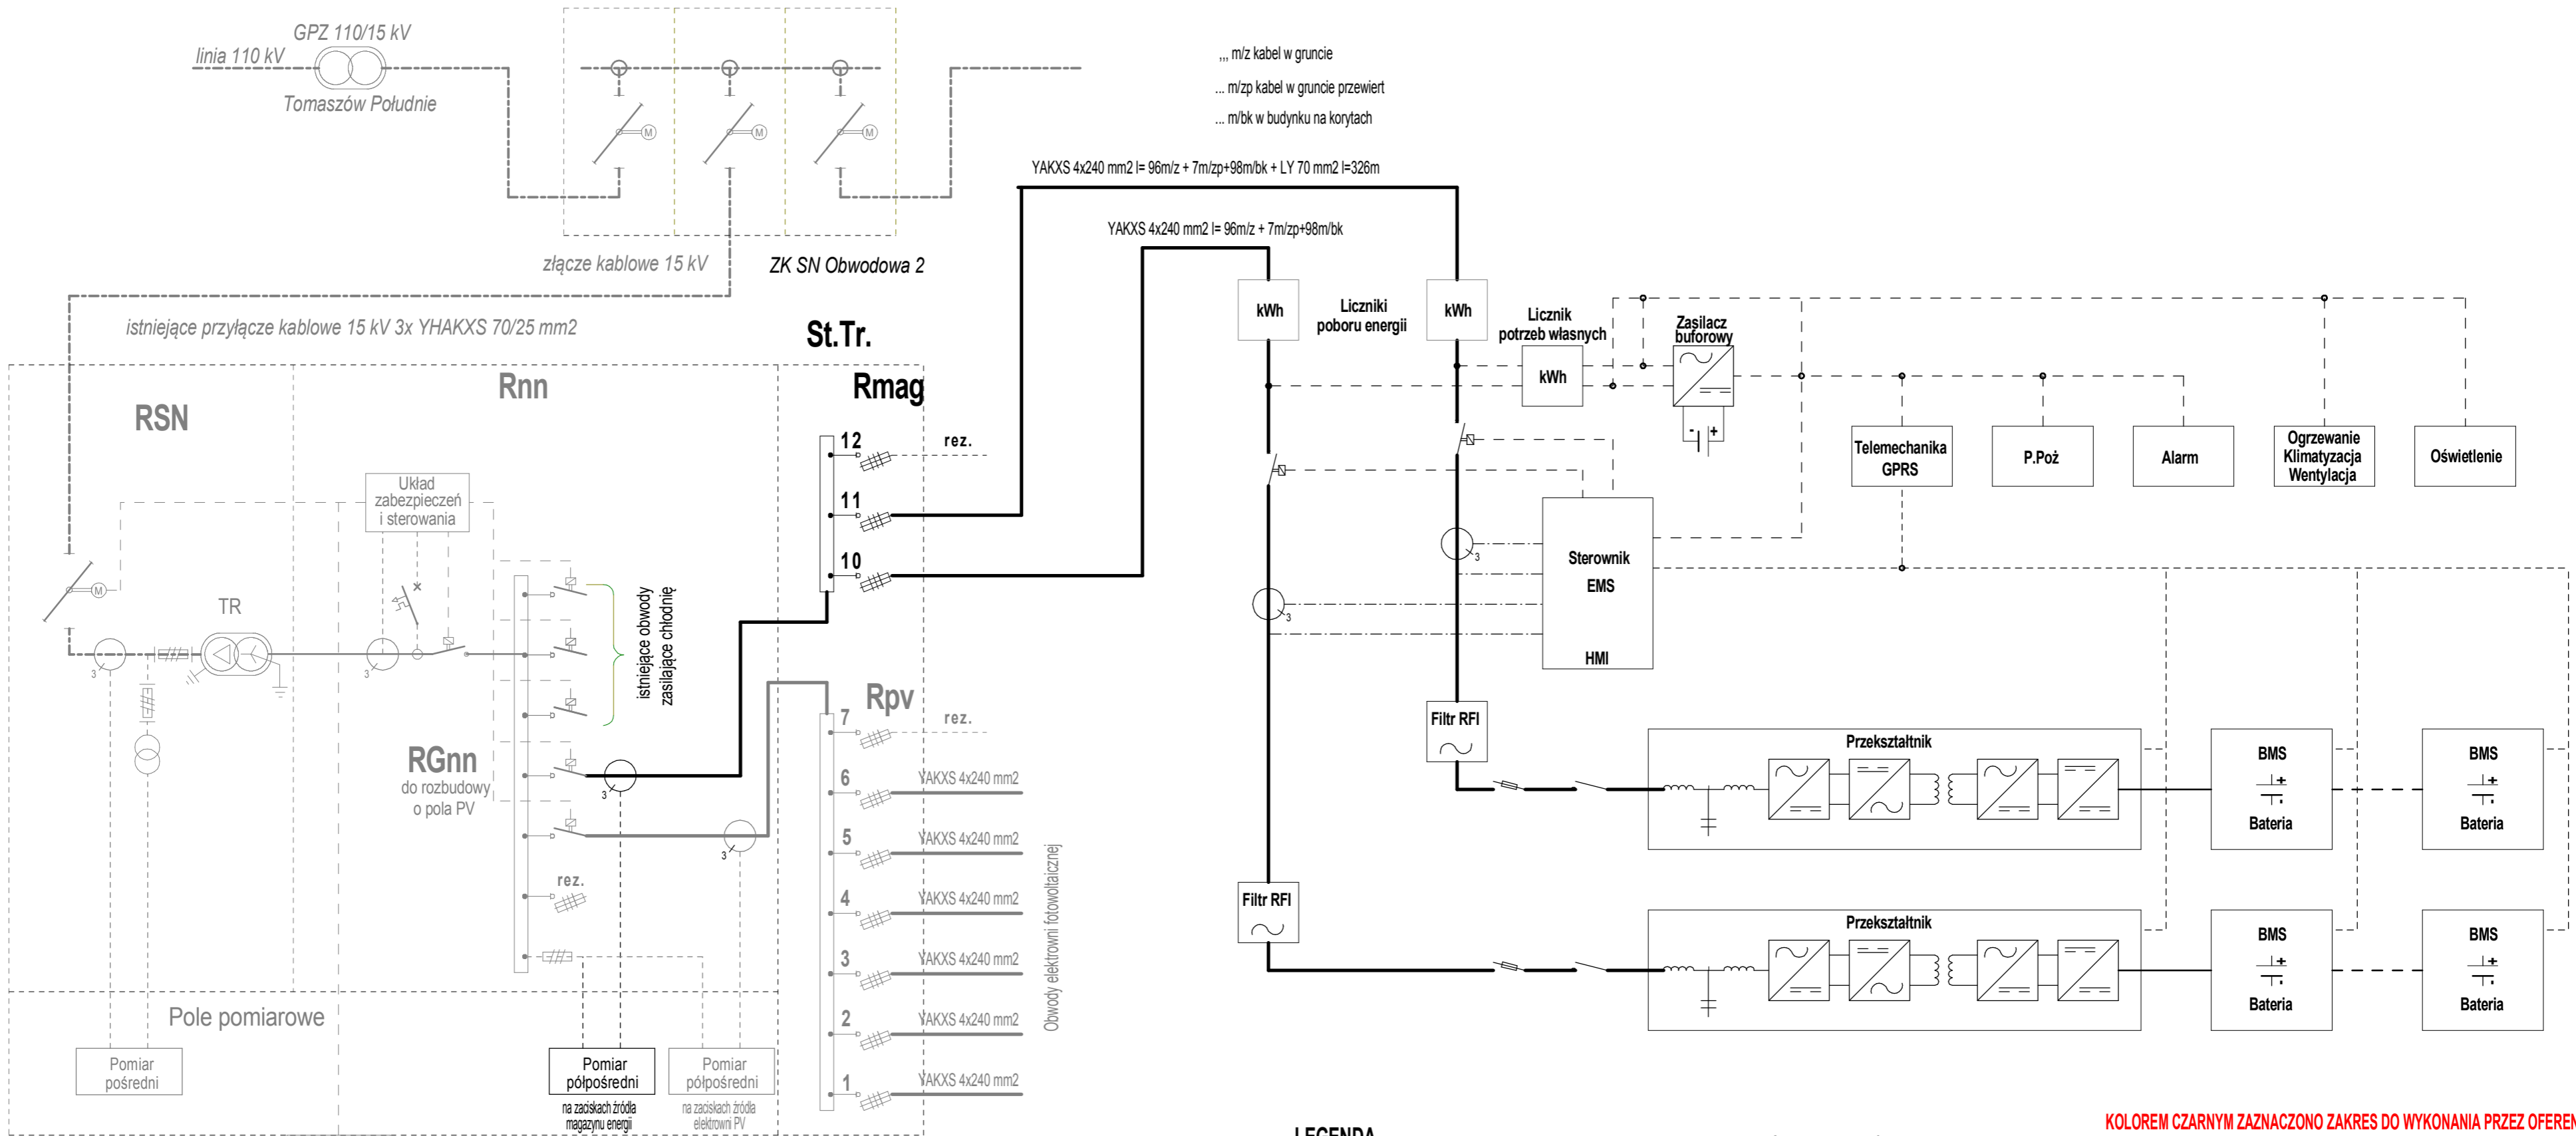 GPZ 110/15 kV
linia 110 kV
Tomaszów Południe
M
M
M
złącze kablowe 15 kV
ZK SN Obwodowa 2
istniejące przyłącze kablowe 15 kV 3x YHAKXS 70/25 mm2
,,, m/z kabel w gruncie
... m/zp kabel w gruncie przewiert
... m/bk w budynku na korytach
YAKXS 4x240 mm2 l= 96m/z + 7m/zp+98m/bk + LY 70 mm2 l=326m
YAKXS 4x240 mm2 l= 96m/z + 7m/zp+98m/bk
St.Tr.
RSN
Rnn
Rmag
Układ
zabezpieczeń
i sterowania
M
TR
3
3
istniejące obwody
zasilające chłodnię
RGnn
do rozbudowy
o pola PV
rez.
3
3
12
rez.
11
10
Rpv
7
rez.
6
YAKXS 4x240 mm2
5
YAKXS 4x240 mm2
4
YAKXS 4x240 mm2
3
YAKXS 4x240 mm2
2
YAKXS 4x240 mm2
1
YAKXS 4x240 mm2
Obwody elektrowni fotowoltaicznej
Pole pomiarowe
Pomiar
pośredni
Pomiar
półpośredni
na zaciskach źródła
magazynu energii
Pomiar
półpośredni
na zaciskach źródła
elektrowni PV
kWh
Liczniki
poboru energii
kWh
Licznik
potrzeb własnych
kWh
Zasilacz
buforowy
- +
Telemechanika
GPRS
P.Poż
Alarm
Ogrzewanie
Klimatyzacja
Wentylacja
Oświetlenie
3
3
Sterownik
EMS
HMI
Filtr RFI
Przekształtnik
BMS
+
-
Bateria
BMS
+
-
Bateria
Filtr RFI
Przekształtnik
BMS
+
-
Bateria
BMS
+
-
Bateria
LEGENDA
KOLOREM CZARNYM ZAZNACZONO ZAKRES DO WYKONANIA PRZEZ OFEREN